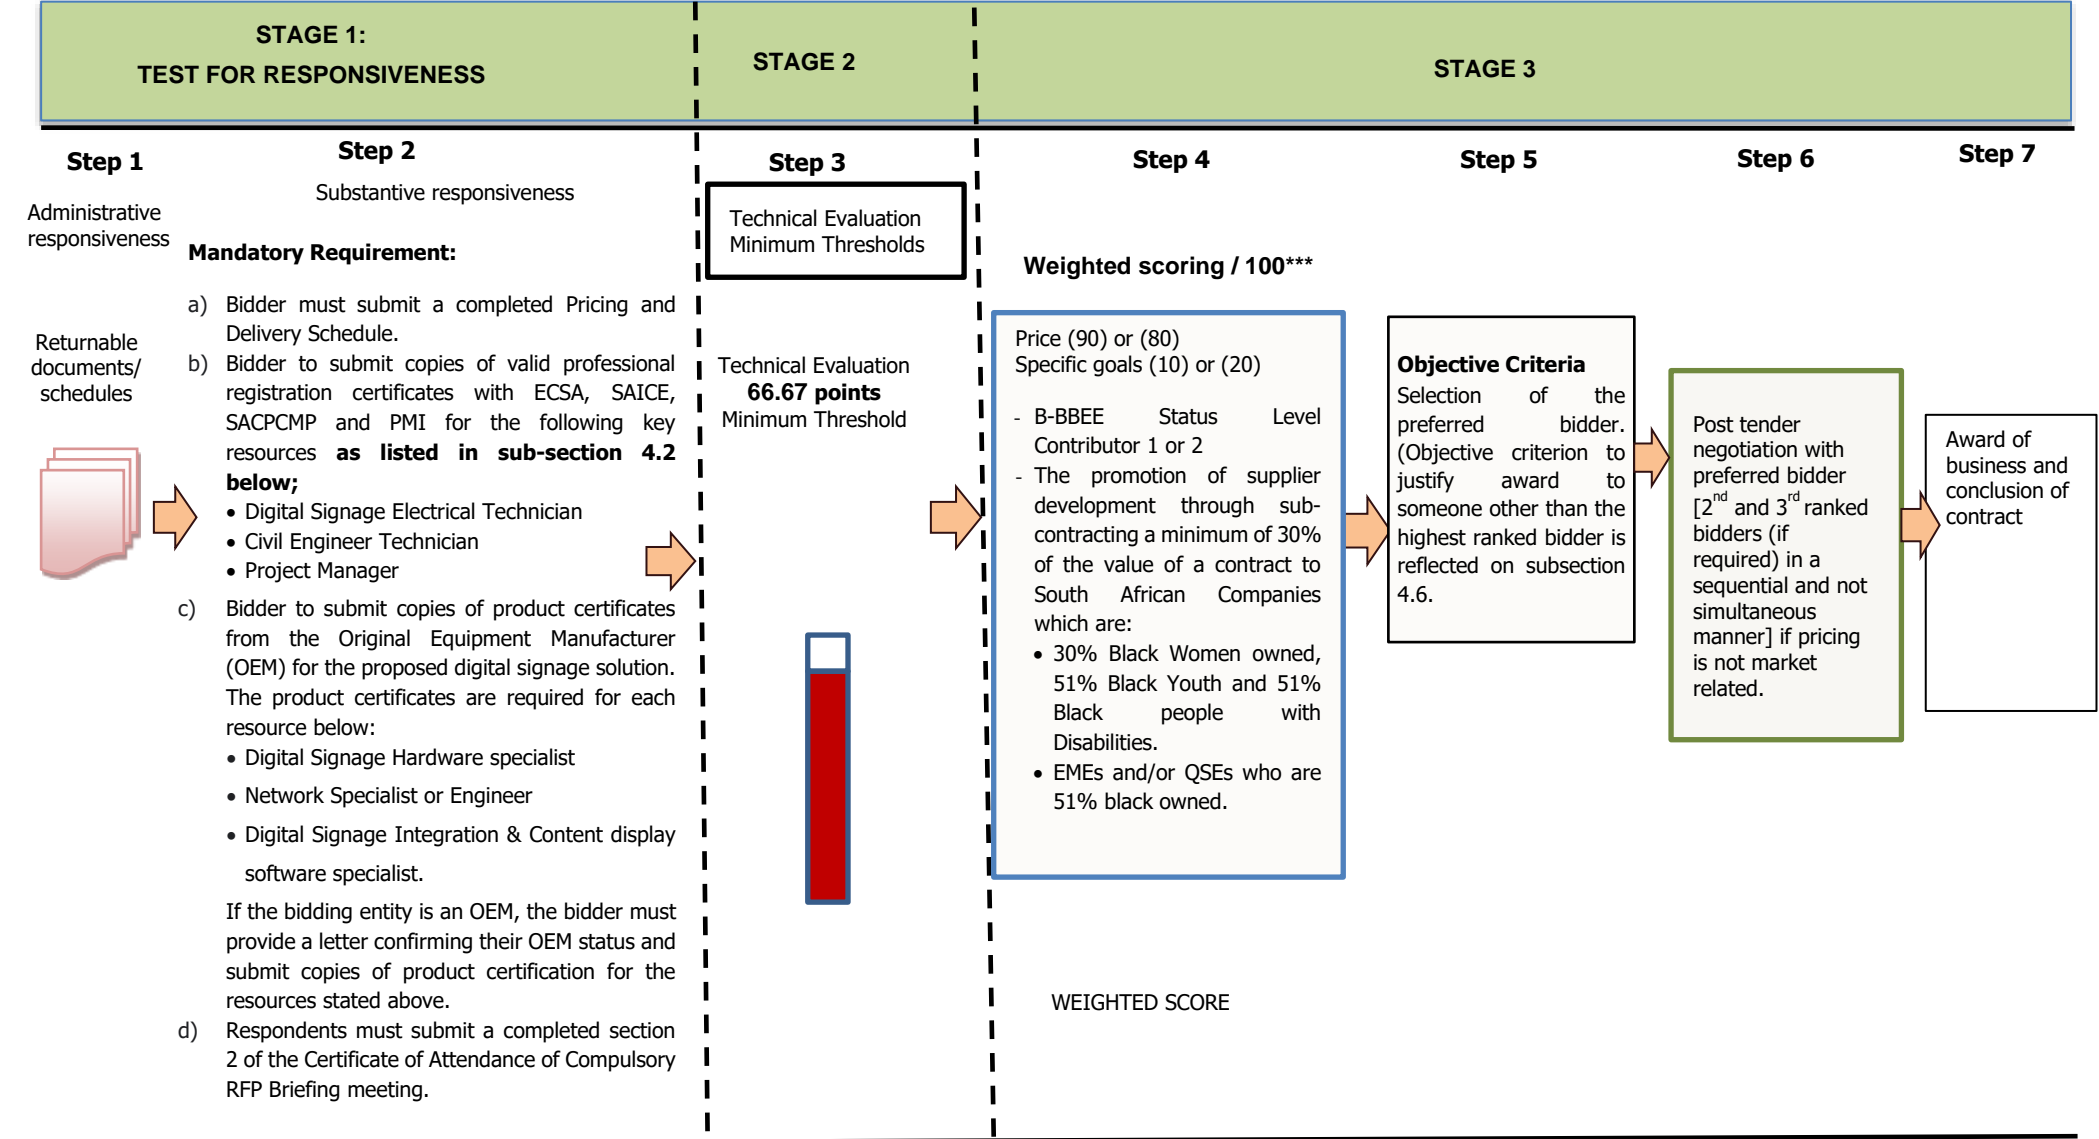 STAGE 1:
TEST FOR RESPONSIVENESS
STAGE 2
STAGE 3
Step 1
Administrative
responsiveness
Returnable
documents/
schedules
Step 2
Substantive responsiveness
Mandatory Requirement:
a) Bidder must submit a completed Pricing and
Delivery Schedule.
b) Bidder to submit copies of valid professional
registration certificates with ECSA, SAICE,
SACPCMP and PMI for the following key
resources as listed in sub-section 4.2
below;
• Digital Signage Electrical Technician
• Civil Engineer Technician
• Project Manager
c) Bidder to submit copies of product certificates
from the Original Equipment Manufacturer
(OEM) for the proposed digital signage solution.
The product certificates are required for each
resource below:
• Digital Signage Hardware specialist
• Network Specialist or Engineer
• Digital Signage Integration & Content display
software specialist.
If the bidding entity is an OEM, the bidder must
provide a letter confirming their OEM status and
submit copies of product certification for the
resources stated above.
d) Respondents must submit a completed section
2 of the Certificate of Attendance of Compulsory
RFP Briefing meeting.
Step 3
Technical Evaluation
Minimum Thresholds
Technical Evaluation
66.67 points
Minimum Threshold
Step 4
Weighted scoring / 100***
Price (90) or (80)
Specific goals (10) or (20)
- B-BBEE Status Level
Contributor 1 or 2
- The promotion of supplier
development through sub-
contracting a minimum of 30%
of the value of a contract to
South African Companies
which are:
• 30% Black Women owned,
51% Black Youth and 51%
Black people with
Disabilities.
• EMEs and/or QSEs who are
51% black owned.
WEIGHTED SCORE
Step 5
Objective Criteria
Selection of the
preferred bidder.
(Objective criterion to
justify award to
someone other than the
highest ranked bidder is
reflected on subsection
4.6.
Step 6
Post tender
negotiation with
preferred bidder
[2nd and 3rd ranked
bidders (if
required) in a
sequential and not
simultaneous
manner] if pricing
is not market
related.
Step 7
Award of
business and
conclusion of
contract